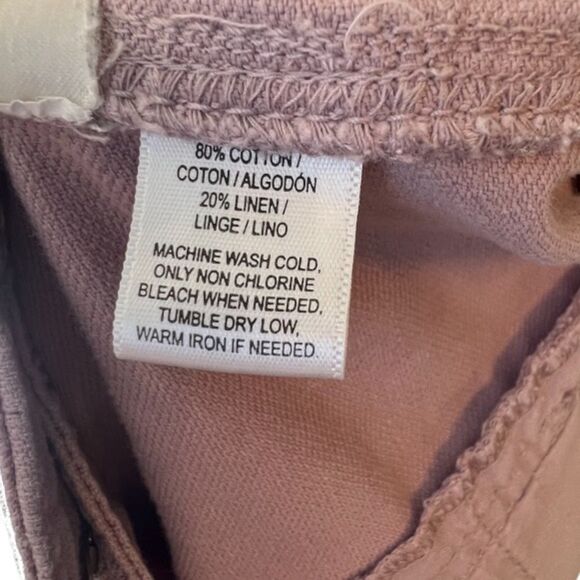 80% COTTON /
COTON / ALGODÓN
20% LINEN /
LINGE / LINO
MACHINE WASH COLD,
ONLY NON CHLORINE
BLEACH WHEN NEEDED,
TUMBLE DRY LOW,
WARM IRON IF NEEDED